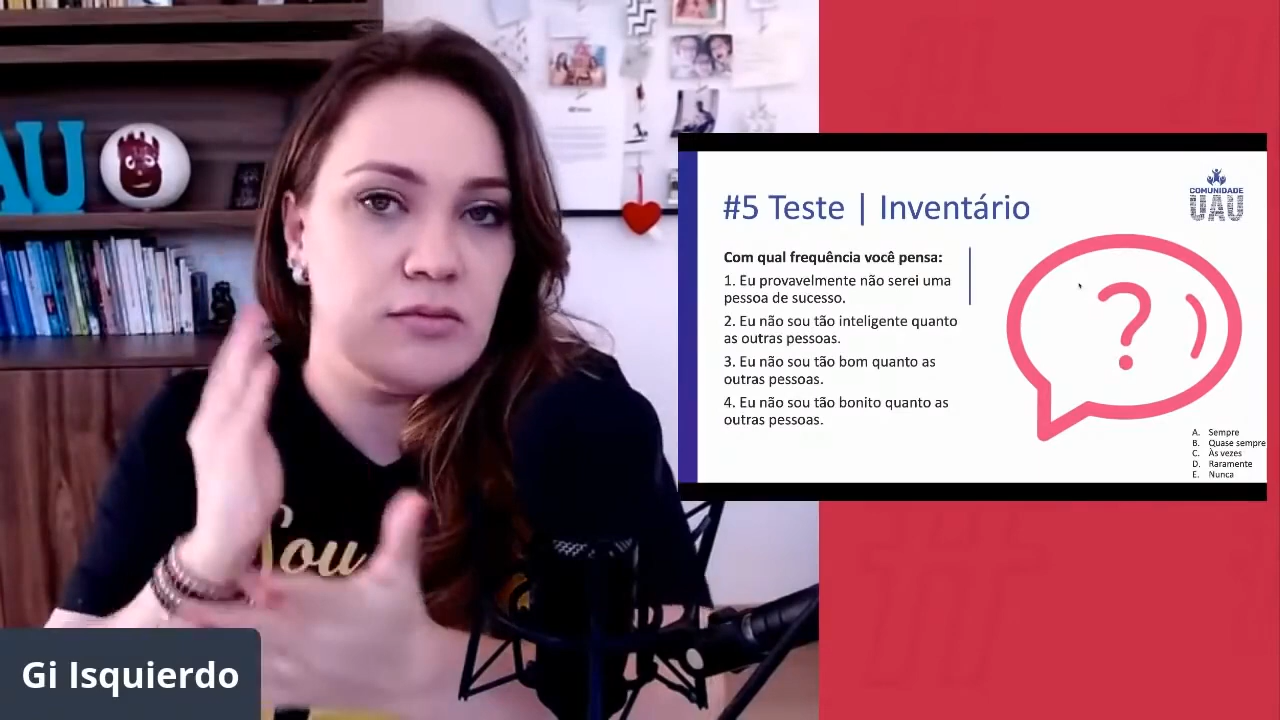 AU
Sou
Gi Isquierdo
#5 Teste | Inventário
COMUNIDADE
UAU
Com qual frequência você pensa:
1. Eu provavelmente não serei uma
pessoa de sucesso.
2. Eu não sou tão inteligente quanto
as outras pessoas.
3. Eu não sou tão bom quanto as
outras pessoas.
4. Eu não sou tão bonito quanto as
outras pessoas.
?
A. Sempre
B. Quase sempre
C. Às vezes
D. Raramente
E. Nunca